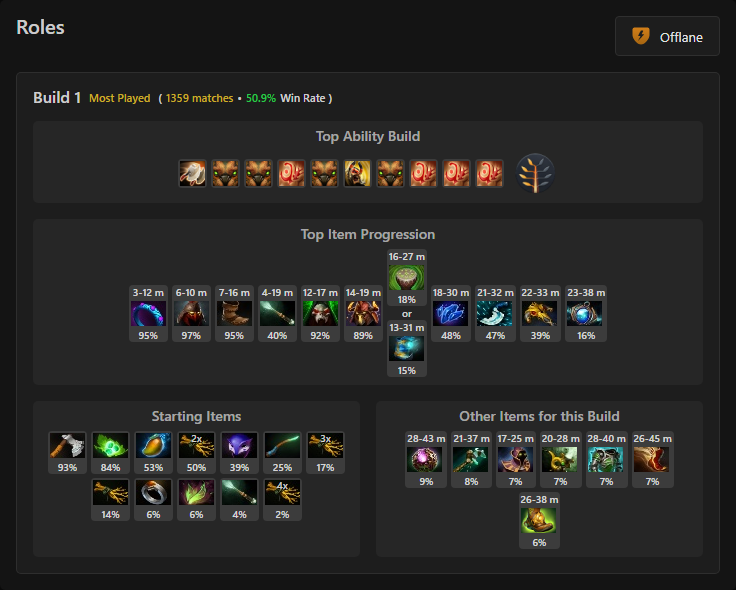 Roles
Offlane
Build 1 Most Played ( 1359 matches • 50.9% Win Rate )
Top Ability Build
Top Item Progression
16-27 m
18%
or
13-31 m
15%
3-12 m 6-10 m 7-16 m 4-19 m 12-17 m 14-19 m 18-30 m 21-32 m 22-33 m 23-38 m
95% 97% 95% 40% 92% 89% 48% 47% 39% 16%
Starting Items
2x 3x
93% 84% 53% 50% 39% 25% 17%
4x
14% 6% 6% 4% 2%
Other Items for this Build
28-43 m 21-37 m 17-25 m 20-28 m 28-40 m 26-45 m
9% 8% 7% 7% 7% 7%
26-38 m
6%